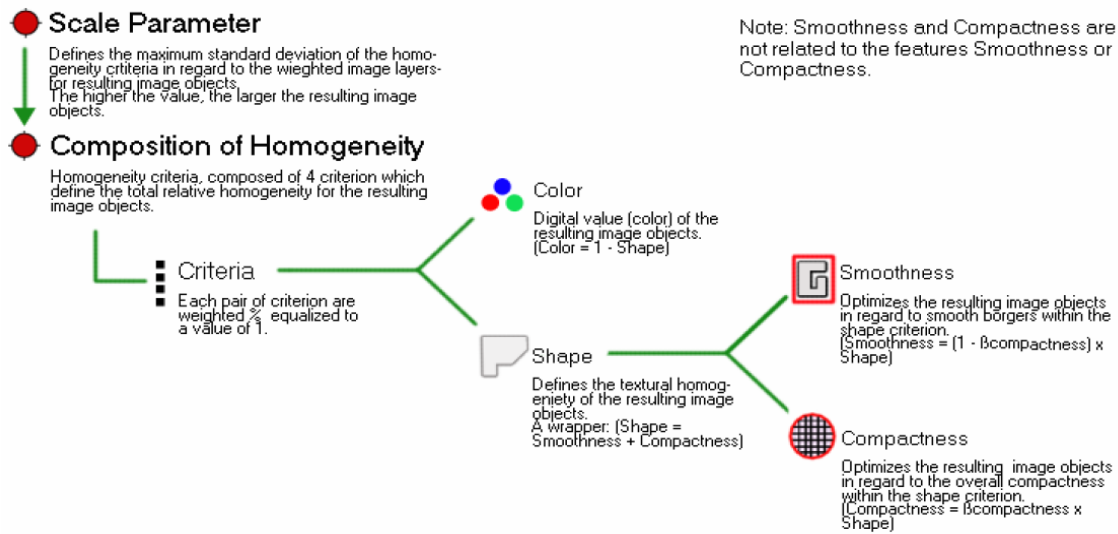 Scale Parameter
Defines the maximum standard deviation of the homo-
geneity crtiteria in regard to the wieghted image layers-
for resulting image objects.
The higher the value, the larger the resulting image
objects.
Note: Smoothness and Compactness are
not related to the features Smoothness or
Compactness.
Composition of Homogeneity
Homogeneity criteria, composed of 4 criterion which
define the total relative homogeneity for the resulting
image objects.
Criteria
Each pair of criterion are
weighted % equalized to
a value of 1.
Color
Digital value (color) of the
resulting image objects.
(Color = 1 - Shape)
Shape
Defines the textural homog-
eniety of the resulting image
objects.
A wrapper: (Shape =
Smoothness + Compactness)
Smoothness
Optimizes the resulting image objects
in regard to smooth borgers within the
shape criterion.
(Smoothness = (1 - ßcompactness) x
Shape)
Compactness
Optimizes the resulting image objects
in regard to the overall compactness
within the shape criterion.
(Compactness = ßcompactness x
Shape)